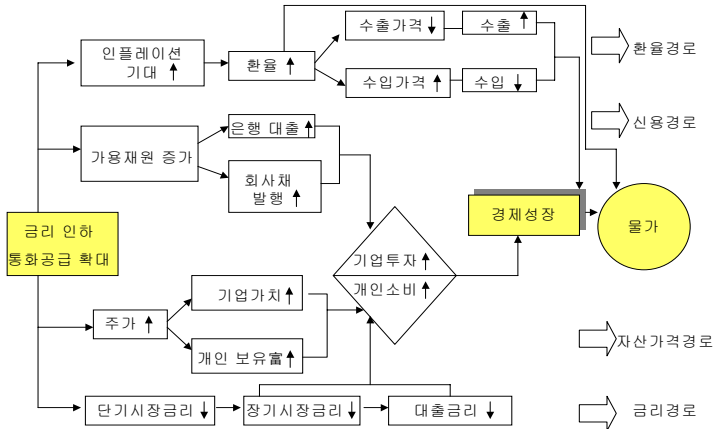 인플레이션
기대 ↑
환율 ↑
수출가격 ↓
수출 ↑
수입가격 ↑
수입 ↓
환율경로
신용경로
가용재원 증가
은행 대출 ↑
회사채
발행 ↑
금리 인하
통화공급 확대
경제성장
물가
기업투자 ↑
개인소비 ↑
주가 ↑
기업가치 ↑
개인 보유富 ↑
자산가격경로
단기시장금리 ↓
장기시장금리 ↓
대출금리 ↓
금리경로